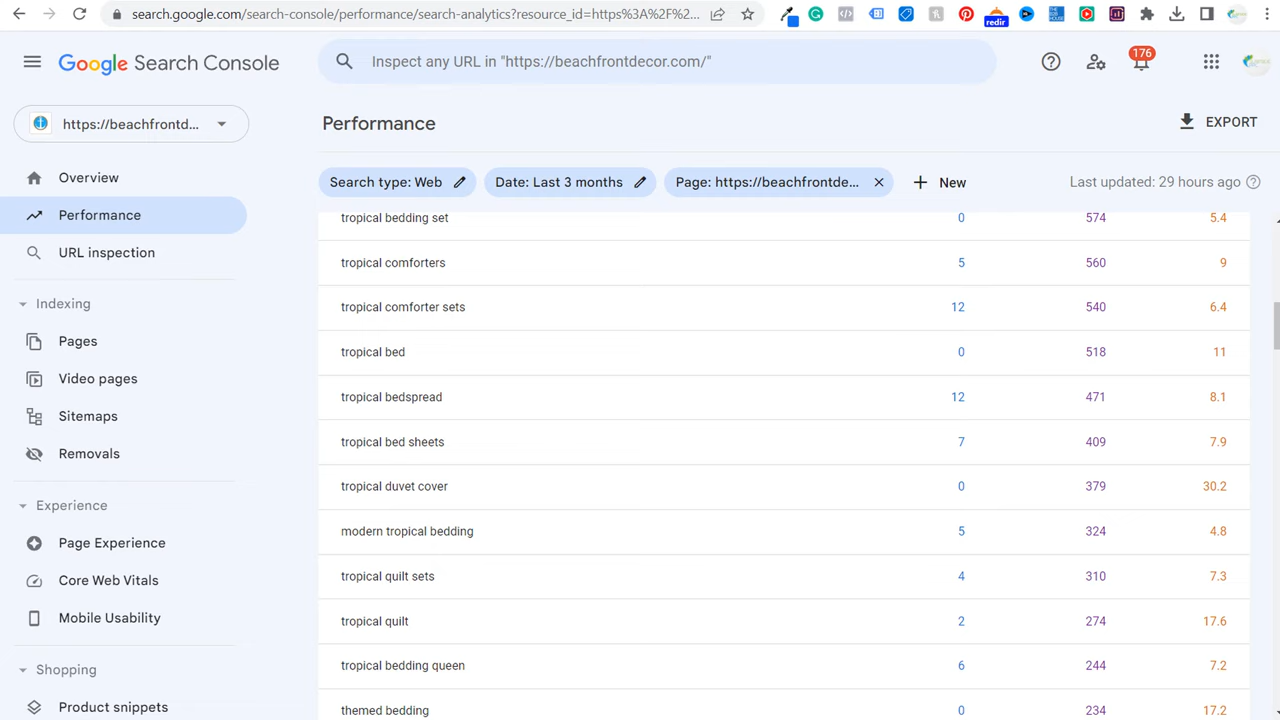 search.google.com/search-console/performance/search-analytics?resource_id=https%3A%2F%2...
redir
Google Search Console
Inspect any URL in "https://beachfrontdecor.com/"
176
https://beachfrontd...
Performance
EXPORT
Search type: Web
Date: Last 3 months
Page: https://beachfrontde...
New
Last updated: 29 hours ago
Overview
Performance
URL inspection
Indexing
Pages
Video pages
Sitemaps
Removals
Experience
Page Experience
Core Web Vitals
Mobile Usability
Shopping
Product snippets
tropical bedding set 0 574 5.4
tropical comforters 5 560 9
tropical comforter sets 12 540 6.4
tropical bed 0 518 11
tropical bedspread 12 471 8.1
tropical bed sheets 7 409 7.9
tropical duvet cover 0 379 30.2
modern tropical bedding 5 324 4.8
tropical quilt sets 4 310 7.3
tropical quilt 2 274 17.6
tropical bedding queen 6 244 7.2
themed bedding 0 234 17.2